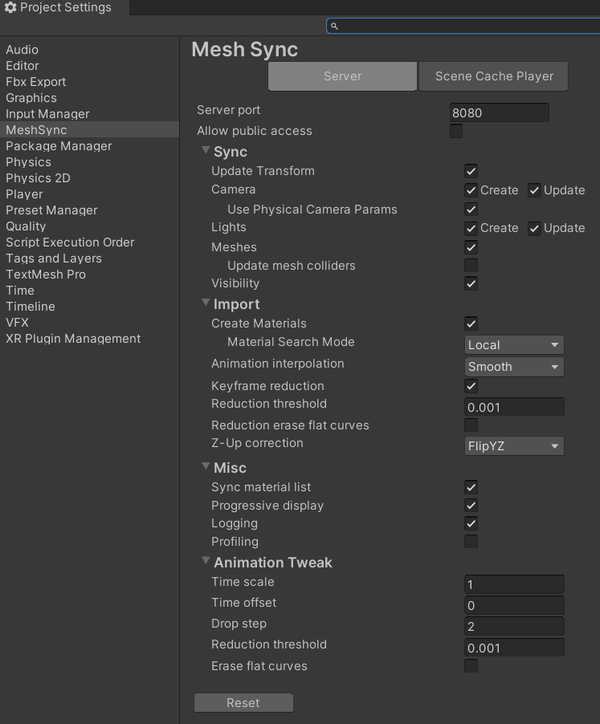 Project Settings
Audio
Editor
Fbx Export
Graphics
Input Manager
MeshSync
Package Manager
Physics
Physics 2D
Player
Preset Manager
Quality
Script Execution Order
Tags and Layers
TextMesh Pro
Time
Timeline
VFX
XR Plugin Management
Mesh Sync
Server Scene Cache Player
Server port 8080
Allow public access
Sync
Update Transform
Camera Create Update
Use Physical Camera Params
Lights Create Update
Meshes
Update mesh colliders
Visibility
Import
Create Materials
Material Search Mode Local
Animation interpolation Smooth
Keyframe reduction
Reduction threshold 0.001
Reduction erase flat curves
Z-Up correction FlipYZ
Misc
Sync material list
Progressive display
Logging
Profiling
Animation Tweak
Time scale 1
Time offset 0
Drop step 2
Reduction threshold 0.001
Erase flat curves
Reset